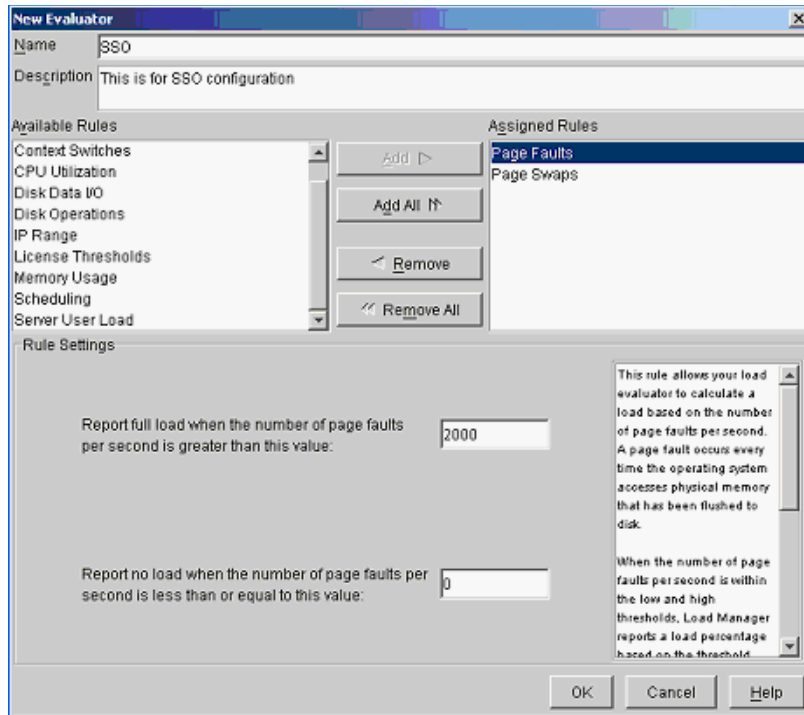 New Evaluator
Name
SSO
Description
This is for SSO configuration
Available Rules
Context Switches
CPU Utilization
Disk Data I/O
Disk Operations
IP Range
License Thresholds
Memory Usage
Scheduling
Server User Load
Add
Add All
Remove
Remove All
Assigned Rules
Page Faults
Page Swaps
Rule Settings
Report full load when the number of page faults
per second is greater than this value:
2000
Report no load when the number of page faults per
second is less than or equal to this value:
0
This rule allows your load
evaluator to calculate a
load based on the number
of page faults per second.
A page fault occurs every
time the operating system
accesses physical memory
that has been flushed to
disk.
When the number of page
faults per second is within
the low and high
thresholds, Load Manager
reports a load percentage
based on the threshold
OK
Cancel
Help